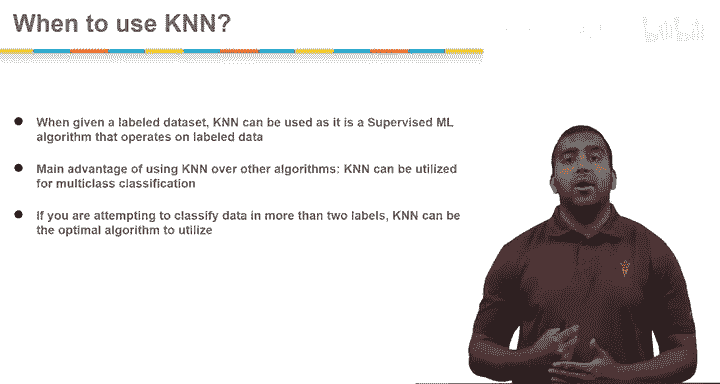 When to use KNN?
When given a labeled dataset, KNN can be used as it is a Supervised ML
algorithm that operates on labeled data
Main advantage of using KNN over other algorithms: KNN can be utilized
for multiclass classification
If you are attempting to classify data in more than two labels, KNN can be
the optimal algorithm to utilize